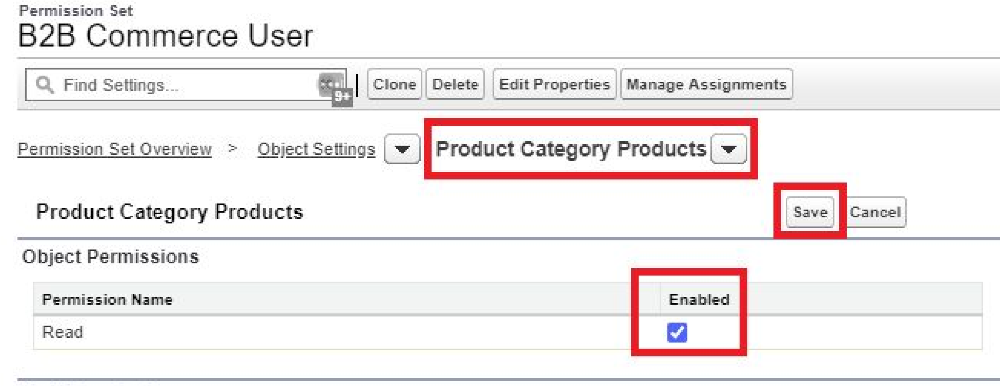 Permission Set
B2B Commerce User
Find Settings... 9+ Clone Delete Edit Properties Manage Assignments
Permission Set Overview > Object Settings Product Category Products
Product Category Products Save Cancel
Object Permissions
Permission Name Enabled
Read